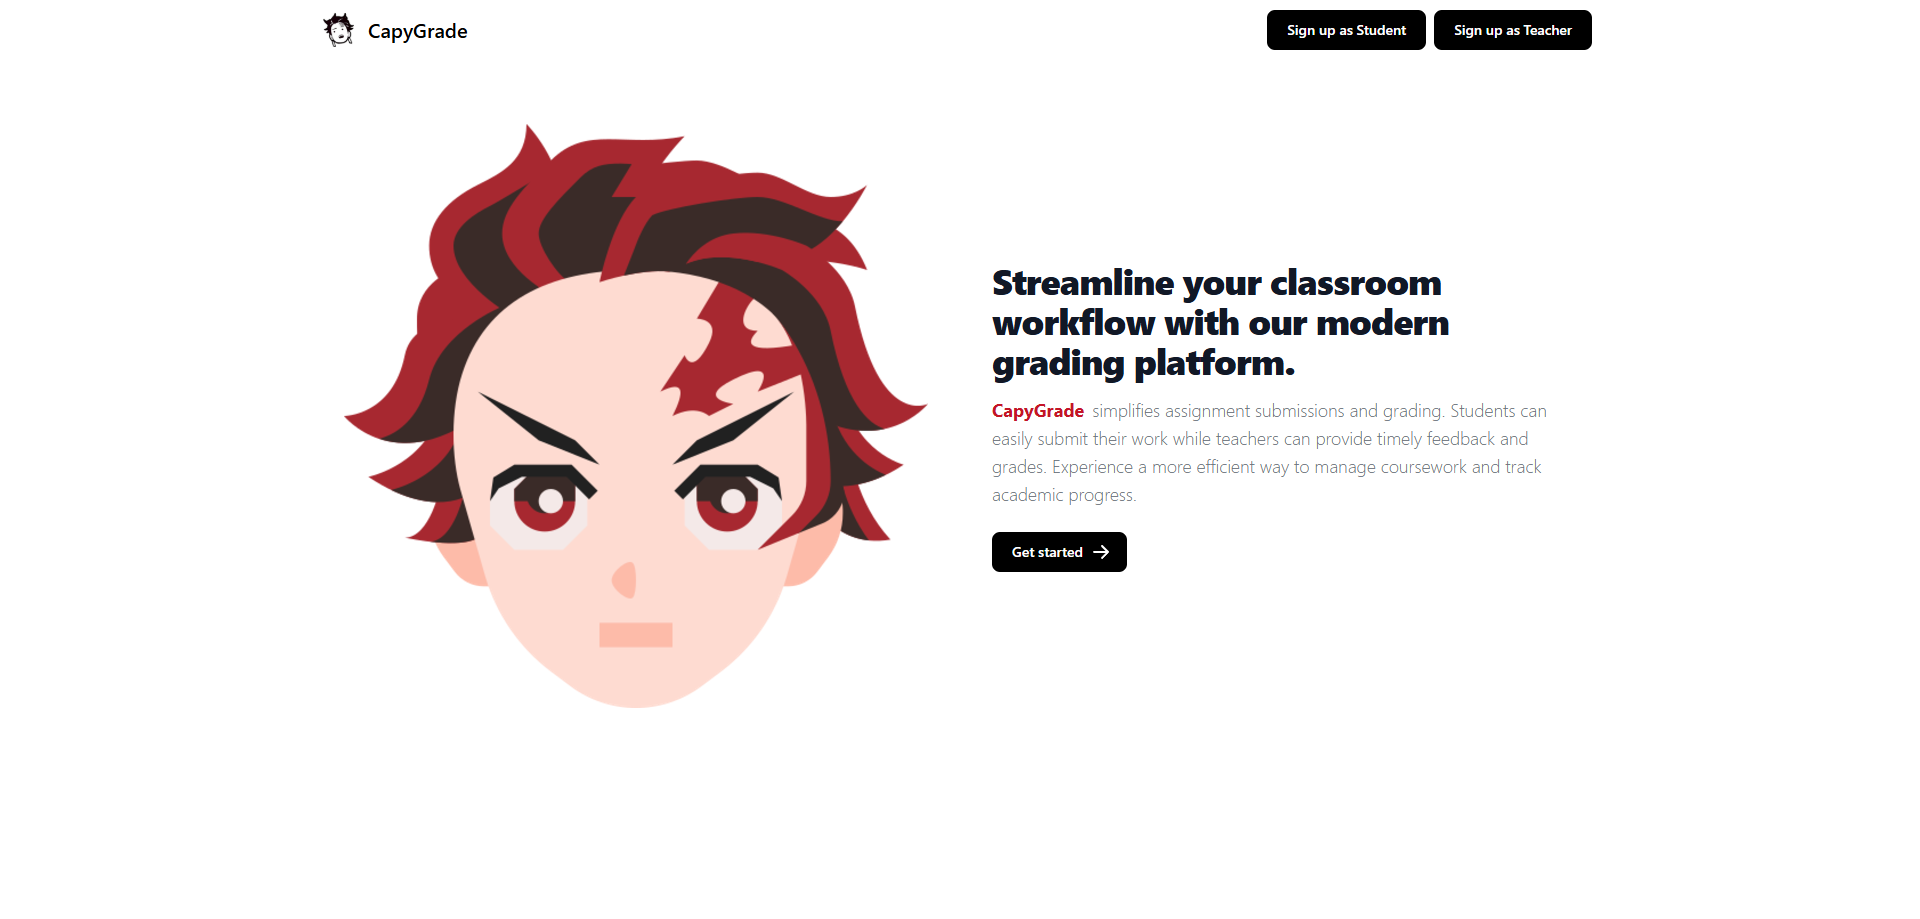 CapyGrade
Sign up as Student
Sign up as Teacher
Streamline your classroom
workflow with our modern
grading platform.
CapyGrade simplifies assignment submissions and grading. Students can
easily submit their work while teachers can provide timely feedback and
grades. Experience a more efficient way to manage coursework and track
academic progress.
Get started